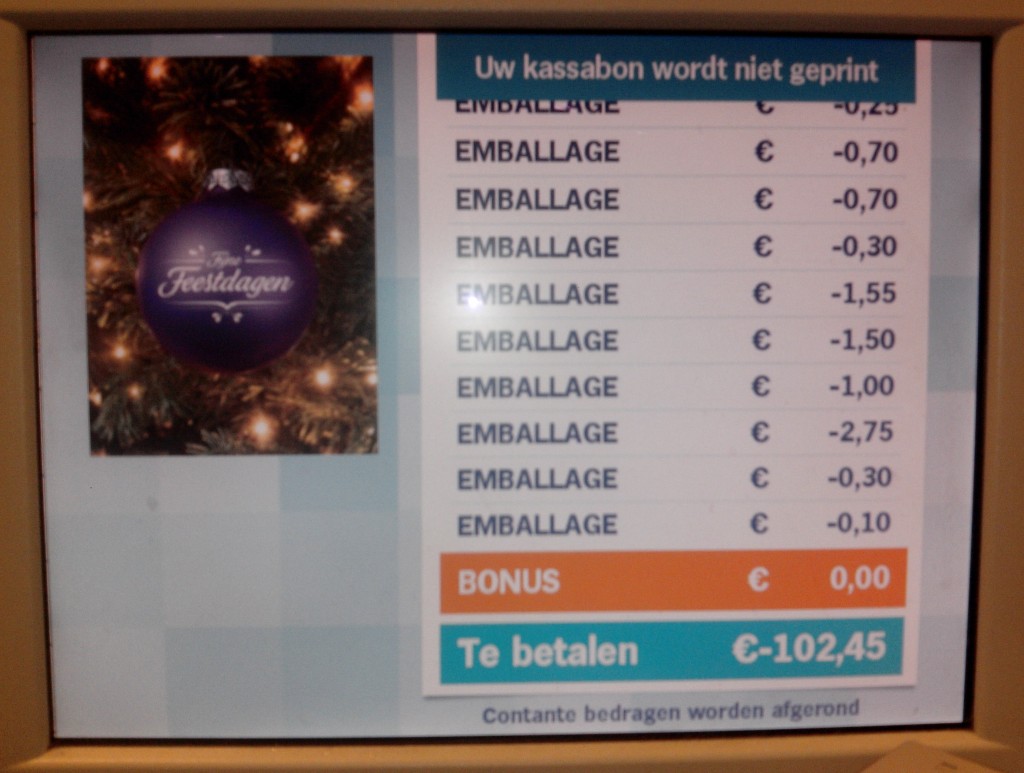 Uw kassabon wordt niet geprint
EMBALLAGE € -0,25
EMBALLAGE € -0,70
EMBALLAGE € -0,70
EMBALLAGE € -0,30
EMBALLAGE € -1,55
EMBALLAGE € -1,50
EMBALLAGE € -1,00
EMBALLAGE € -2,75
EMBALLAGE € -0,30
EMBALLAGE € -0,10
BONUS € 0,00
Te betalen €-102,45
Contante bedragen worden afgerond
Fijne
Feestdagen